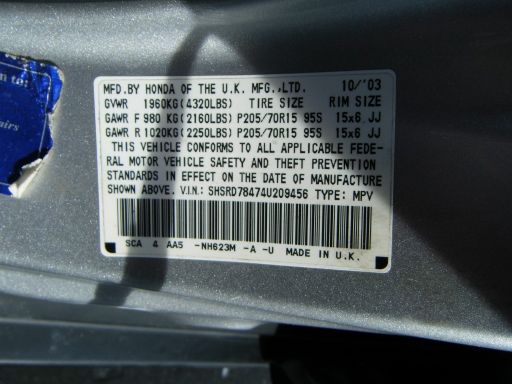 n to:
airs
MFD.BY HONDA OF THE U.K. MFG.,LTD. 10/'03
GVWR 1960KG(4320LBS) TIRE SIZE RIM SIZE
GAWR F 980 KG(2160LBS) P205/70R15 95S 15x6 JJ
GAWR R 1020KG(2250LBS) P205/70R15 95S 15x6 JJ
THIS VEHICLE CONFORMS TO ALL APPLICABLE FEDE-
RAL MOTOR VEHICLE SAFETY AND THEFT PREVENTION
STANDARDS IN EFFECT ON THE DATE OF MANUFACTURE
SHOWN ABOVE. V.I.N: SHSRD78474U209456 TYPE: MPV
SCA 4 AA5 -NH623M -A -U MADE IN U.K.